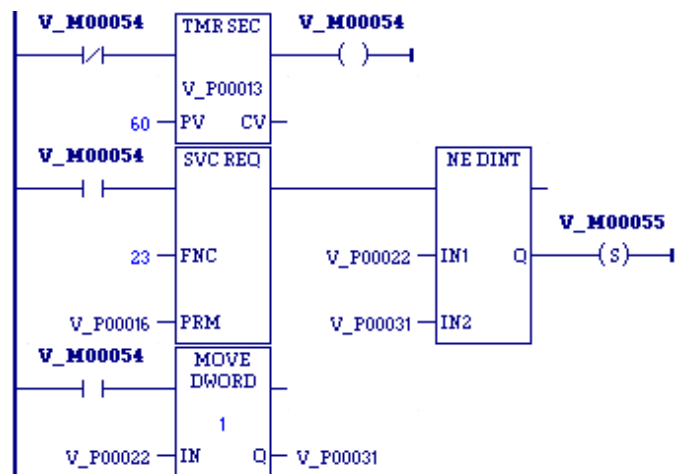 V_M00054 TMR SEC V_M00054
V_P00013
60 PV CV
V_M00054 SVC REQ NE DINT
V_M00055
23 FNC V_P00022 IN1 Q (S)
V_P00016 PRM V_P00031 IN2
V_M00054 MOVE
DWORD
1
V_P00022 IN Q V_P00031